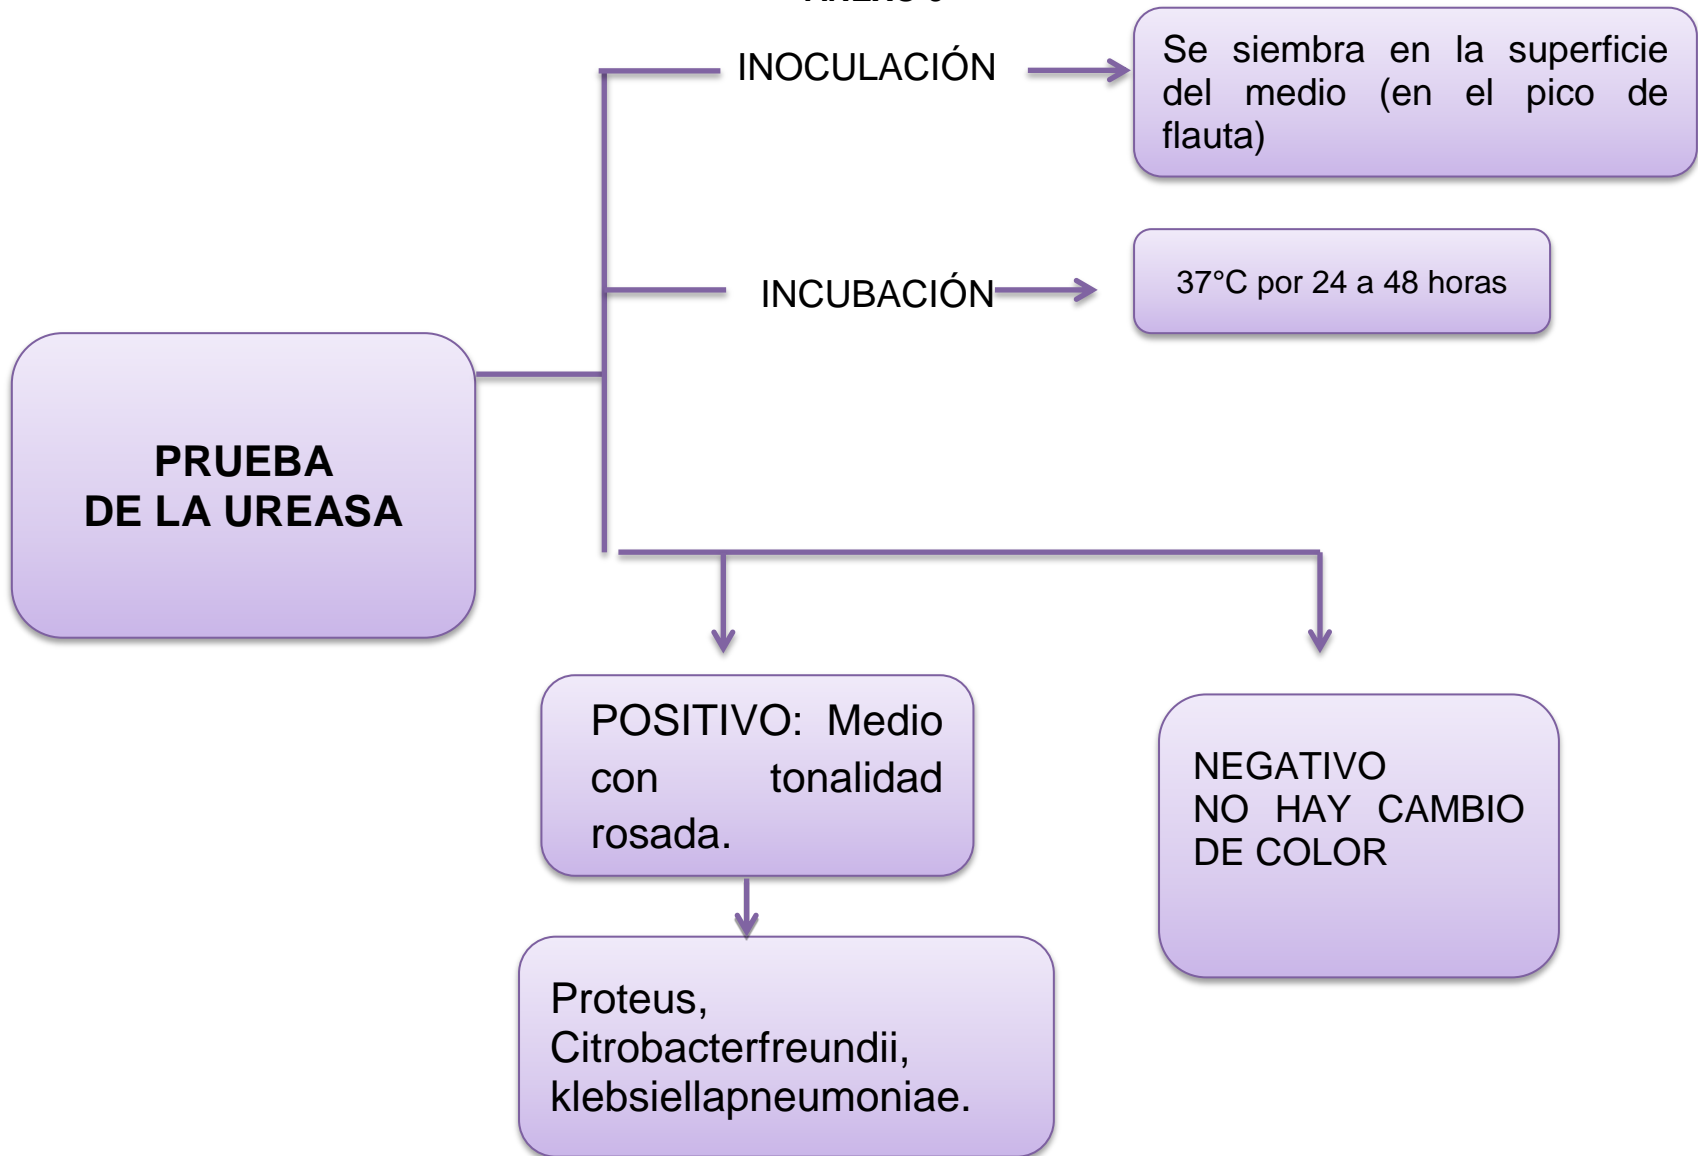 INOCULACIÓN
Se siembra en la superficie
del medio (en el pico de
flauta)
INCUBACIÓN
37°C por 24 a 48 horas
PRUEBA
DE LA UREASA
POSITIVO: Medio
con tonalidad
rosada.
NEGATIVO
NO HAY CAMBIO
DE COLOR
Proteus,
Citrobacterfreundii,
klebsiellapneumoniae.